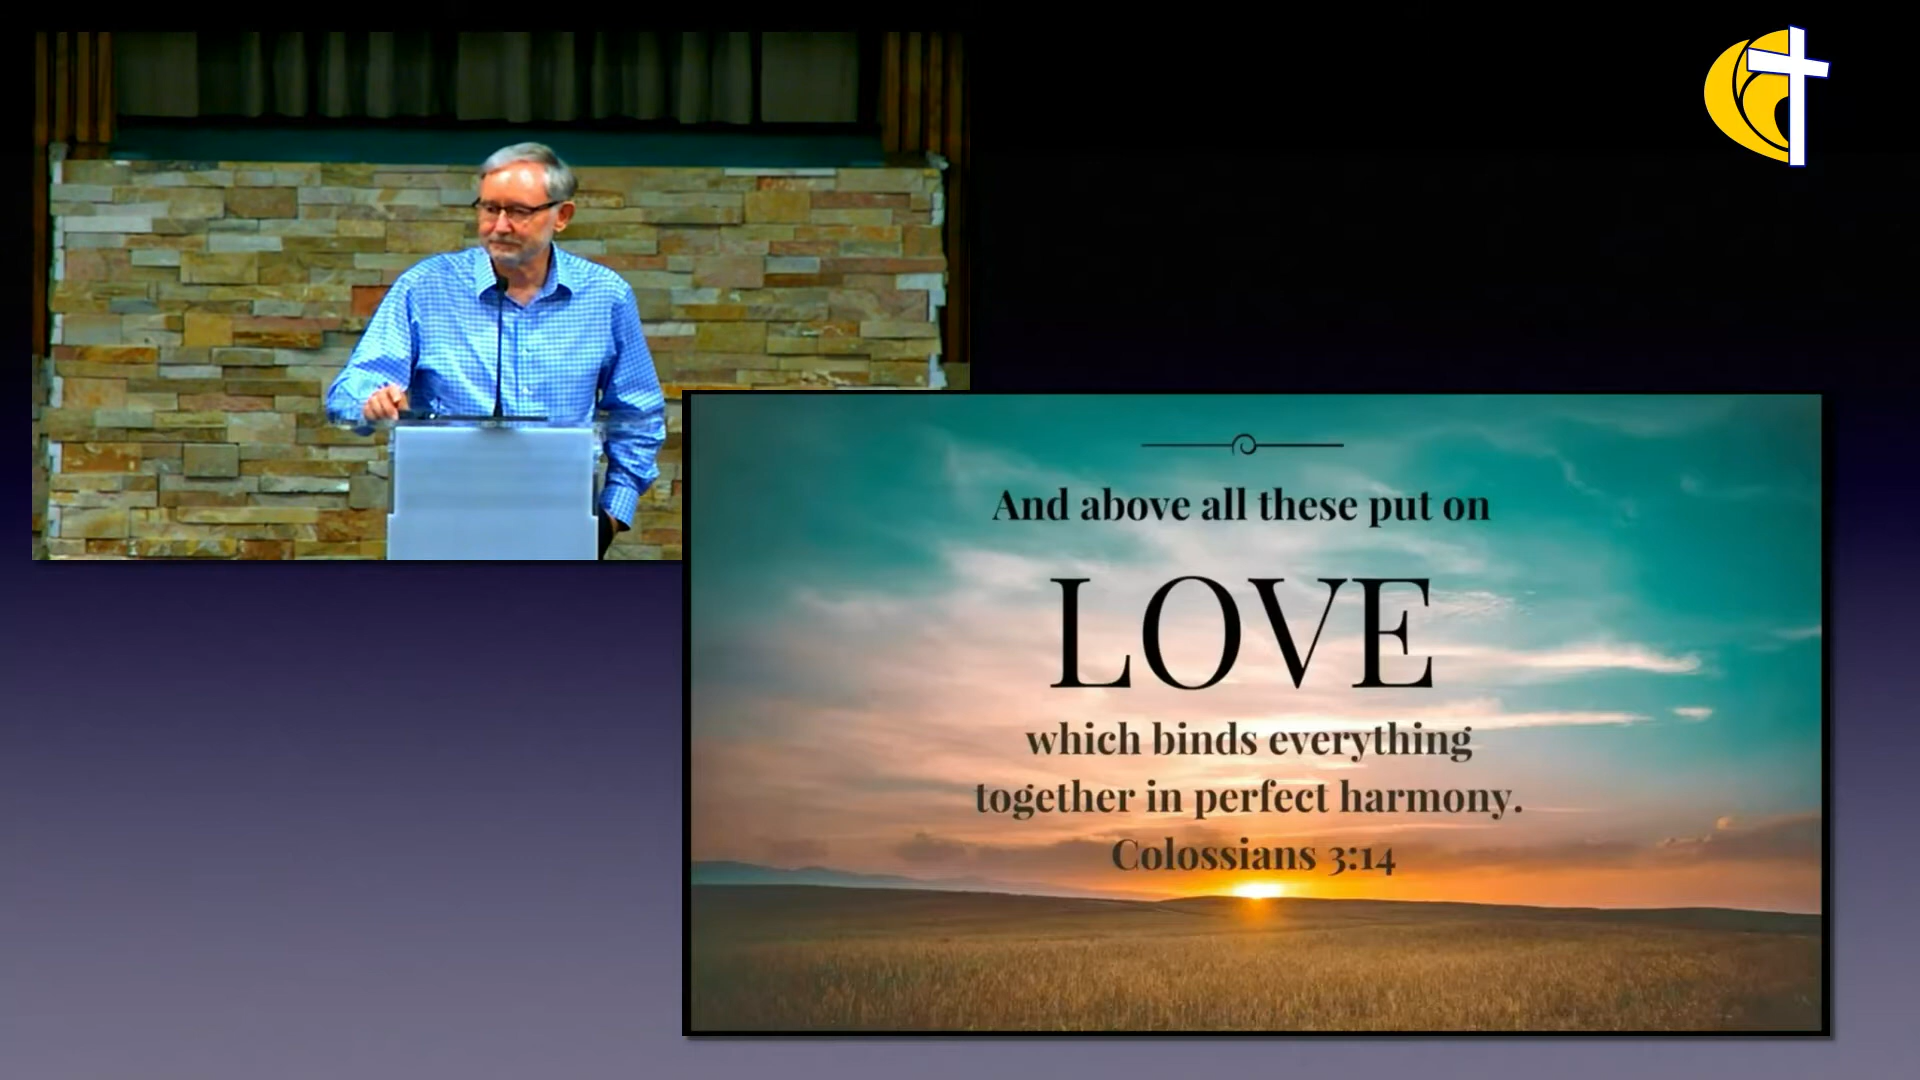 And above all these put on
LOVE
which binds everything
together in perfect harmony.
Colossians 3:14